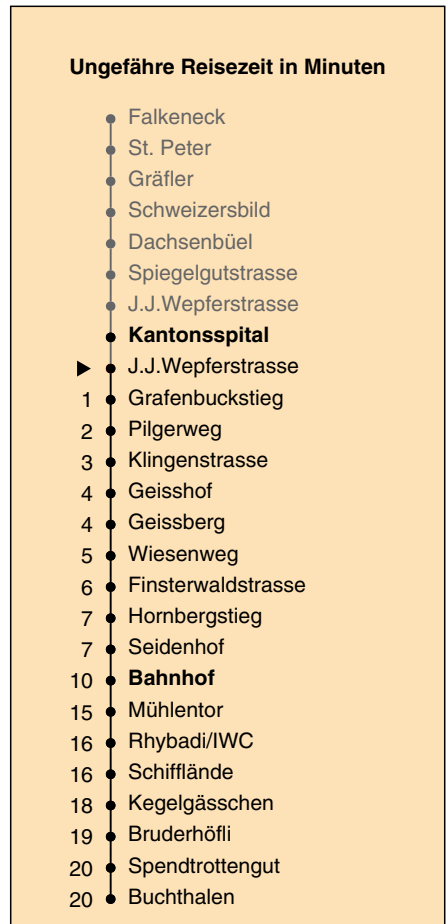 Ungefähre Reisezeit in Minuten
Falkeneck
St. Peter
Gräfler
Schweizersbild
Dachsenbüel
Spiegelgutstrasse
J.J.Wepferstrasse
Kantonsspital
J.J.Wepferstrasse
1 Grafenbuckstieg
2 Pilgerweg
3 Klingenstrasse
4 Geisshof
4 Geissberg
5 Wiesenweg
6 Finsterwaldstrasse
7 Hornbergstieg
7 Seidenhof
10 Bahnhof
15 Mühlentor
16 Rhybadi/IWC
16 Schifflände
18 Kegelgässchen
19 Bruderhöfli
20 Spendtrottengut
20 Buchthalen